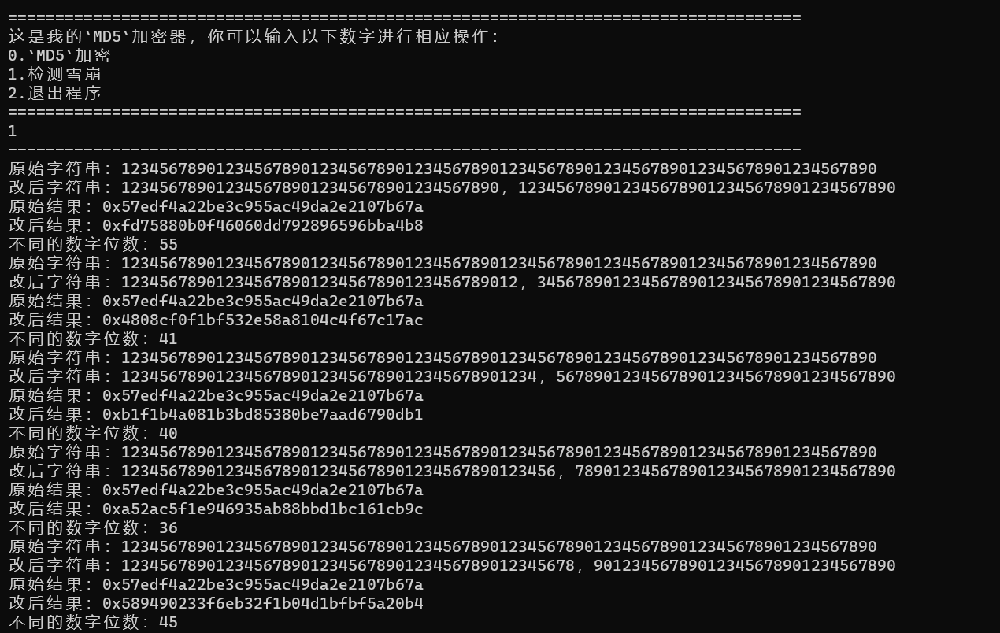 ====================================================================================
这是我的`MD5`加密器，你可以输入以下数字进行相应操作：
0.`MD5`加密
1.检测雪崩
2.退出程序
====================================================================================
1
------------------------------------------------------------------------------------
原始字符串：12345678901234567890123456789012345678901234567890123456789012345678901234567890
改后字符串：1234567890123456789012345678901234567890，1234567890123456789012345678901234567890
原始结果：0x57edf4a22be3c955ac49da2e2107b67a
改后结果：0xfd75880b0f46060dd792896596bba4b8
不同的数字位数：55
原始字符串：12345678901234567890123456789012345678901234567890123456789012345678901234567890
改后字符串：123456789012345678901234567890123456789012，34567890123456789012345678901234567890
原始结果：0x57edf4a22be3c955ac49da2e2107b67a
改后结果：0x4808cf0f1bf532e58a8104c4f67c17ac
不同的数字位数：41
原始字符串：12345678901234567890123456789012345678901234567890123456789012345678901234567890
改后字符串：12345678901234567890123456789012345678901234，567890123456789012345678901234567890
原始结果：0x57edf4a22be3c955ac49da2e2107b67a
改后结果：0xb1f1b4a081b3bd85380be7aad6790db1
不同的数字位数：40
原始字符串：12345678901234567890123456789012345678901234567890123456789012345678901234567890
改后字符串：1234567890123456789012345678901234567890123456，7890123456789012345678901234567890
原始结果：0x57edf4a22be3c955ac49da2e2107b67a
改后结果：0xa52ac5f1e946935ab88bbd1bc161cb9c
不同的数字位数：36
原始字符串：12345678901234567890123456789012345678901234567890123456789012345678901234567890
改后字符串：123456789012345678901234567890123456789012345678，90123456789012345678901234567890
原始结果：0x57edf4a22be3c955ac49da2e2107b67a
改后结果：0x589490233f6eb32f1b04d1bfbf5a20b4
不同的数字位数：45